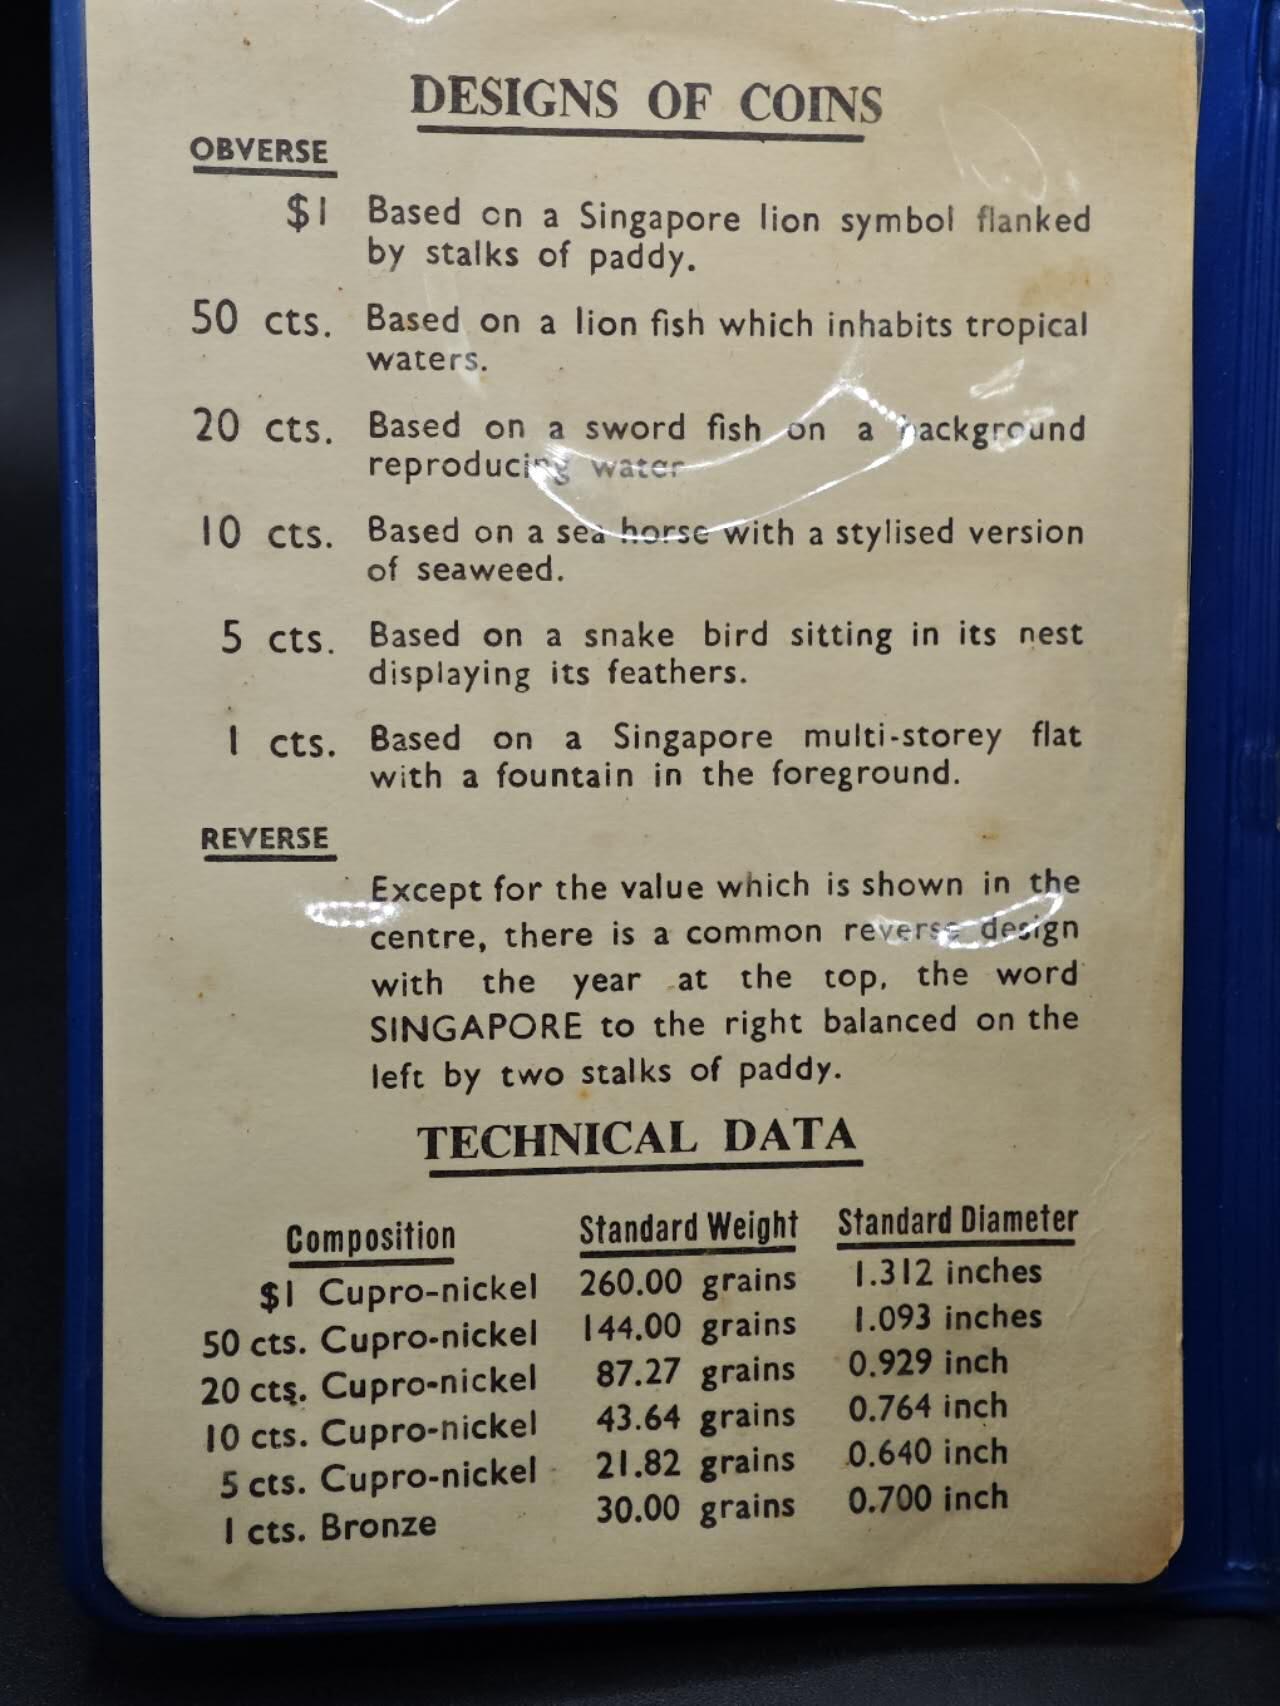 DESIGNS OF COINS
OBVERSE
$1 Based on a Singapore lion symbol flanked
by stalks of paddy.
50 cts. Based on a lion fish which inhabits tropical
waters.
20 cts. Based on a sword fish on a background
reproducing water
10 cts. Based on a sea horse with a stylised version
of seaweed.
5 cts. Based on a snake bird sitting in its nest
displaying its feathers.
1 cts. Based on a Singapore multi-storey flat
with a fountain in the foreground.
REVERSE
Except for the value which is shown in the
centre, there is a common reverse design
with the year at the top, the word
SINGAPORE to the right balanced on the
left by two stalks of paddy.
TECHNICAL DATA
Composition Standard Weight Standard Diameter
$1 Cupro-nickel 260.00 grains 1.312 inches
50 cts. Cupro-nickel 144.00 grains 1.093 inches
20 cts. Cupro-nickel 87.27 grains 0.929 inch
10 cts. Cupro-nickel 43.64 grains 0.764 inch
5 cts. Cupro-nickel 21.82 grains 0.640 inch
1 cts. Bronze 30.00 grains 0.700 inch